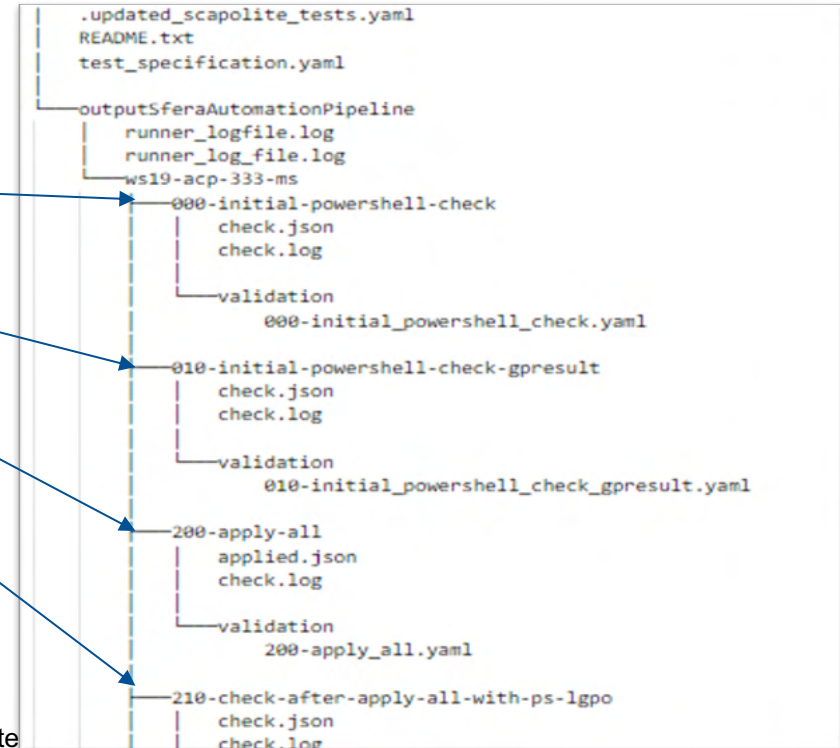 .updated_scapolite_tests.yaml
README.txt
test_specification.yaml
outputSferaAutomationPipeline
runner_logfile.log
runner_log_file.log
ws19-acp-333-ms
000-initial-powershell-check
check.json
check.log
validation
000-initial_powershell_check.yaml
010-initial-powershell-check-gpresult
check.json
check.log
validation
010-initial_powershell_check_gpresult.yaml
200-apply-all
applied.json
check.log
validation
200-apply_all.yaml
210-check-after-apply-all-with-ps-lgpo
check.json
te
check.log